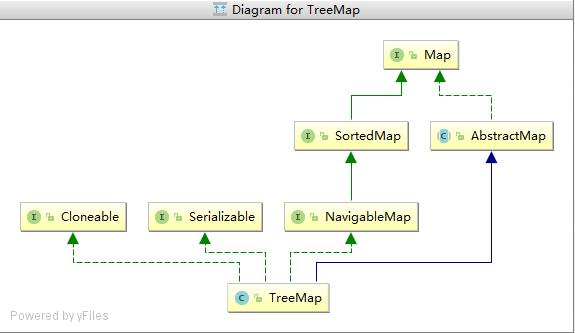 Diagram for TreeMap
I Map
I SortedMap
C AbstractMap
I Cloneable
I Serializable
I NavigableMap
C TreeMap
Powered by yFiles